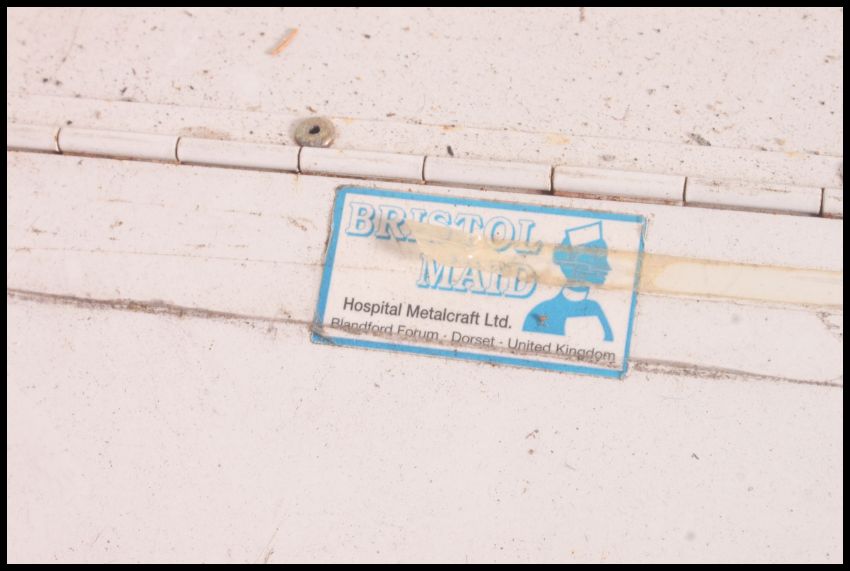 BRISTOL
MAID
Hospital Metalcraft Ltd.
Blandford Forum · Dorset · United Kingdom